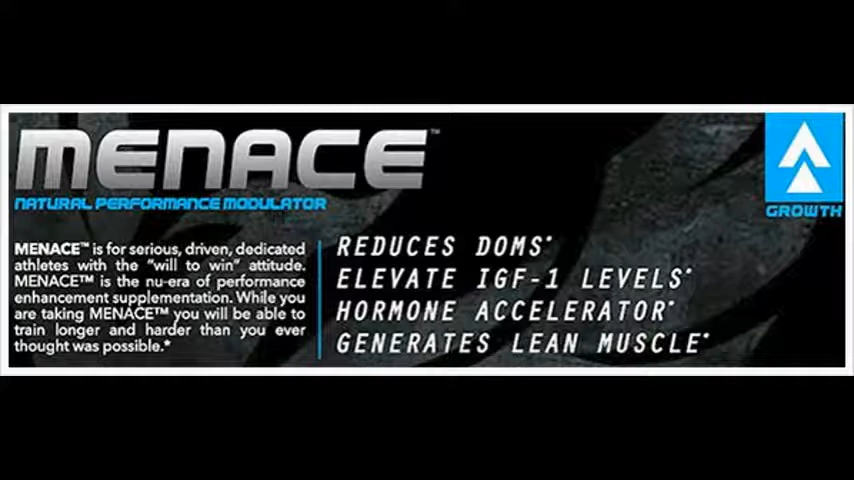 MENACE™
NATURAL PERFORMANCE MODULATOR
GROWTH
MENACE™ is for serious, driven, dedicated
athletes with the “will to win” attitude.
MENACE™ is the nu-era of performance
enhancement supplementation. While you
are taking MENACE™ you will be able to
train longer and harder than you ever
thought was possible.*
REDUCES DOMS*
ELEVATE IGF-1 LEVELS*
HORMONE ACCELERATOR*
GENERATES LEAN MUSCLE*